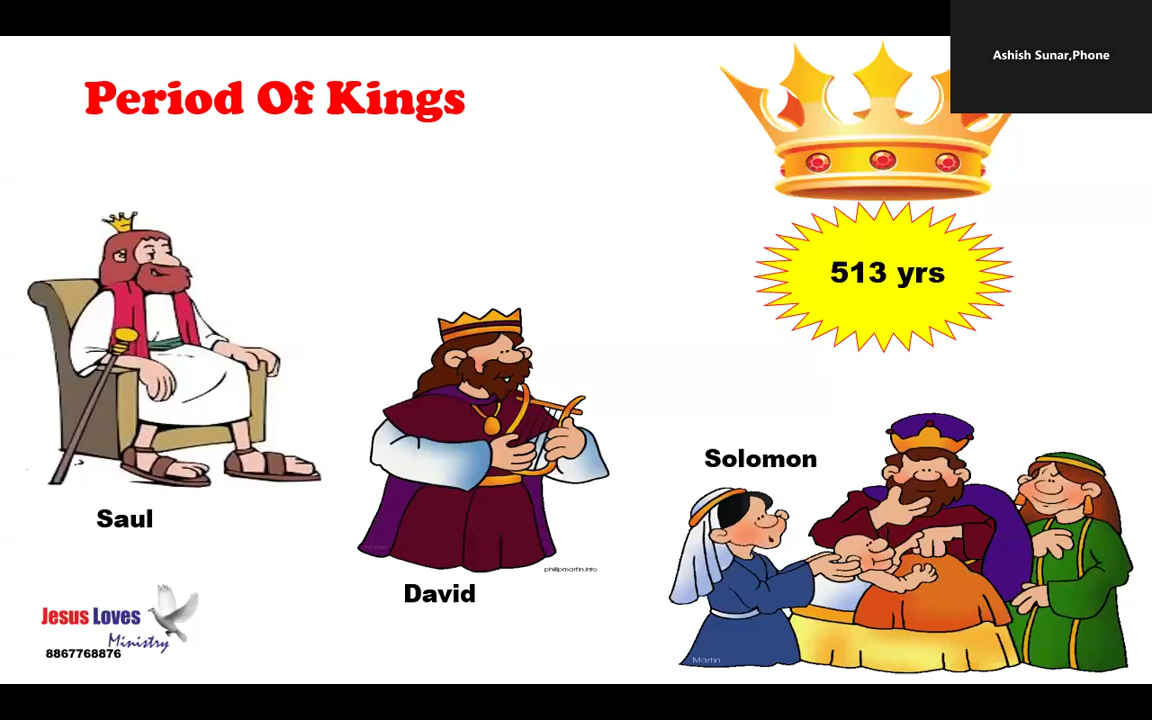 Ashish Sunar,Phone
Period Of Kings
513 yrs
Solomon
Saul
phillipmartin.info
David
Jesus Loves
Ministry
8867768876
Martin